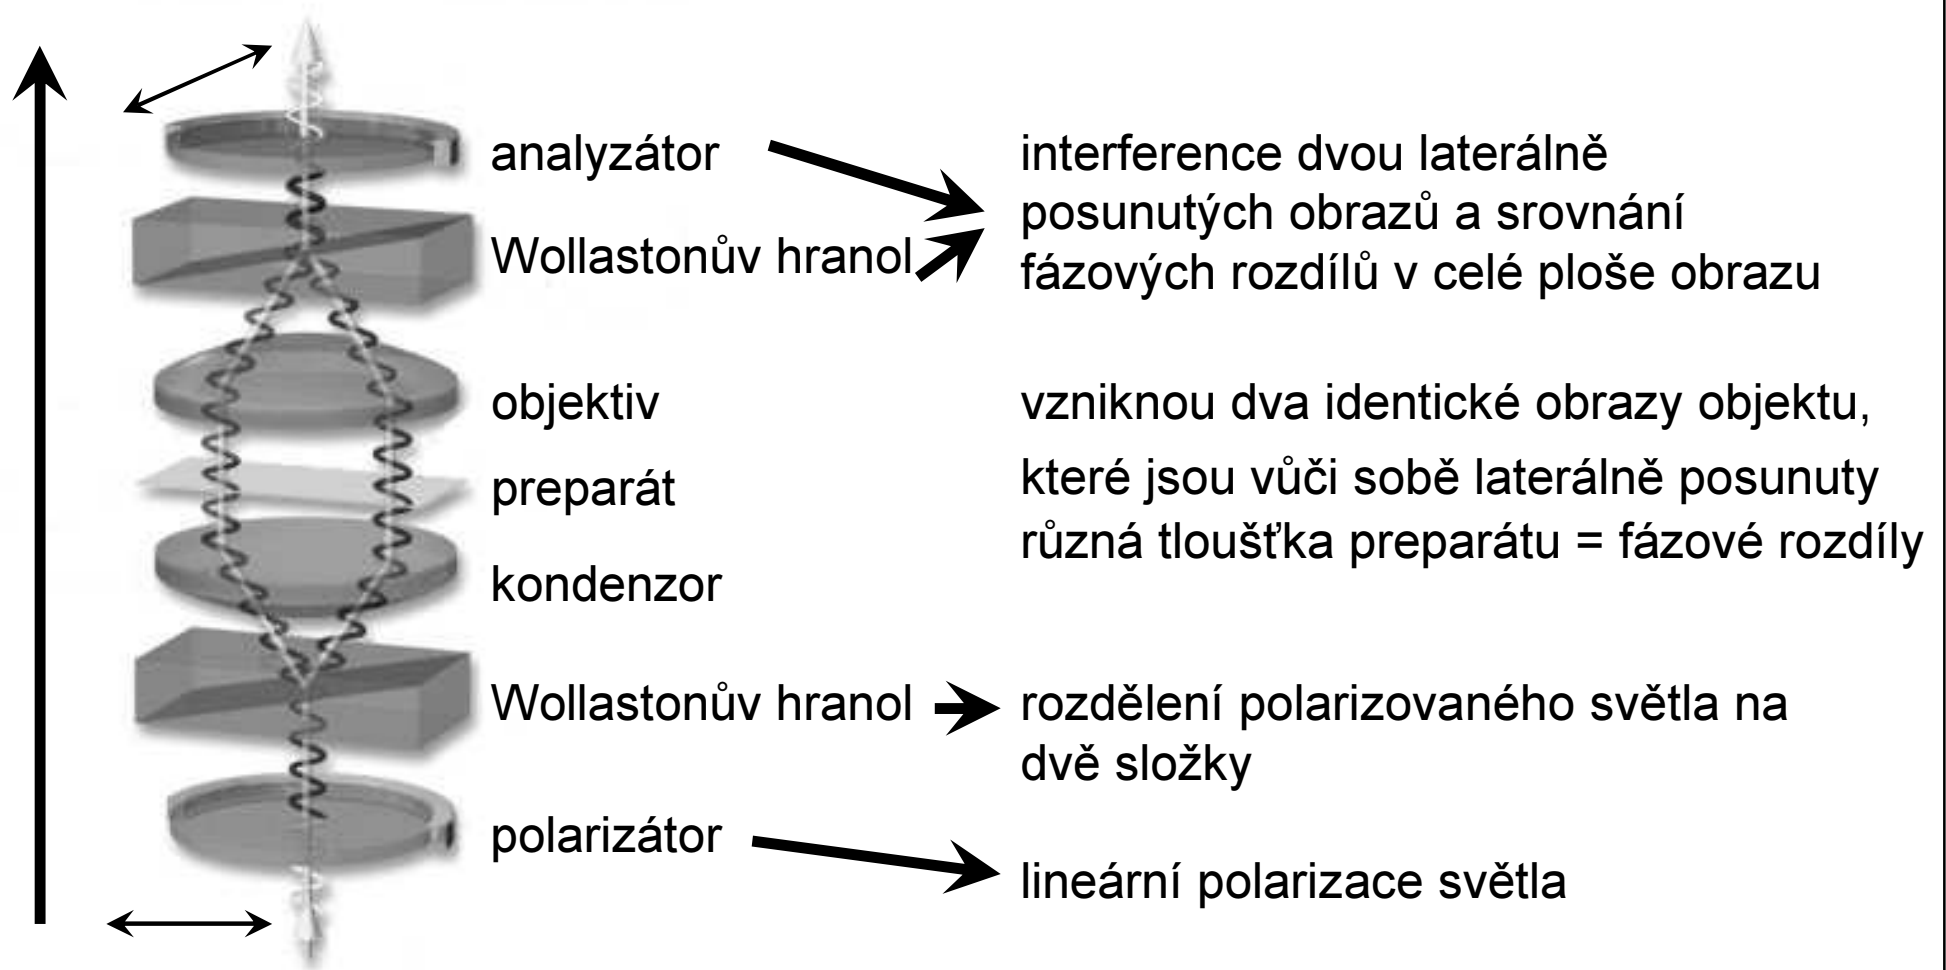 analyzátor
interference dvou laterálně
posunutých obrazů a srovnání
Wollastonův hranol
fázových rozdílů v celé ploše obrazu
objektiv
vzniknou dva identické obrazy objektu,
preparát
které jsou vůči sobě laterálně posunuty
různá tloušťka preparátu = fázové rozdíly
kondenzor
Wollastonův hranol
rozdělení polarizovaného světla na
dvě složky
polarizátor
lineární polarizace světla